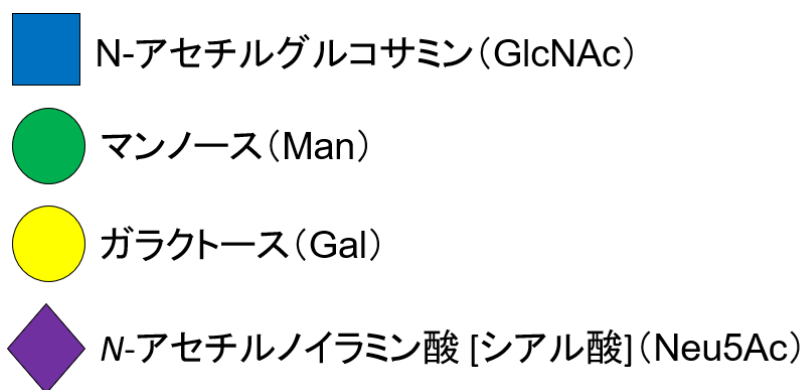 N-アセチルグルコサミン（GlcNAc）
マンノース（Man）
ガラクトース（Gal）
N-アセチルノイラミン酸 [シアル酸]（Neu5Ac）